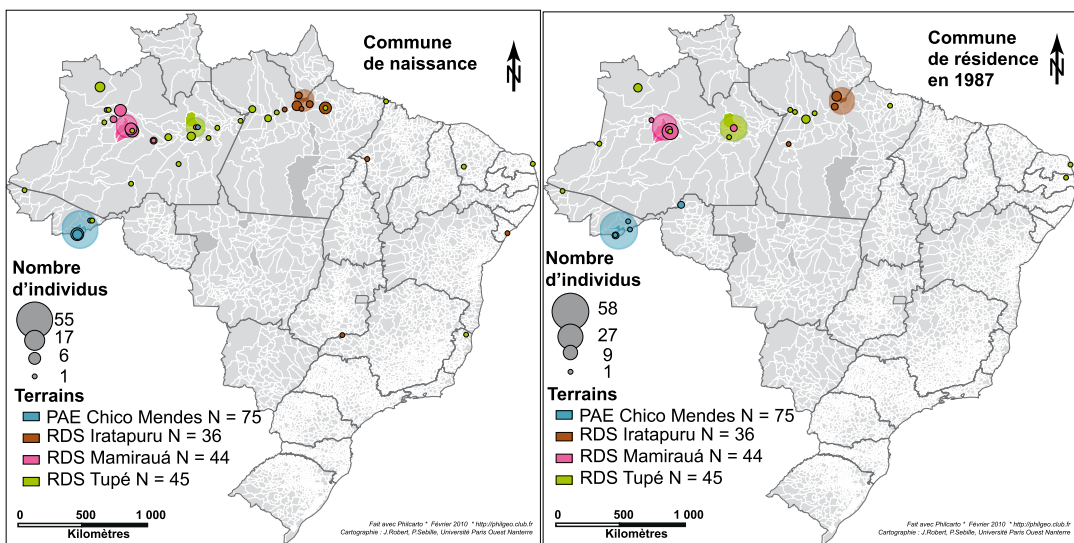 Commune
de naissance
N
Nombre
d'individus
55
17
6
1
Terrains
PAE Chico Mendes N = 75
RDS Iratapuru N = 36
RDS Mamirauá N = 44
RDS Tupé N = 45
0 500 1 000
Kilomètres
Fait avec Philcarto * Février 2010 * http://philgeo.club.fr
Cartographie : J.Robert, P.Sebille, Université Paris Ouest Nanterre
Commune
de résidence
en 1987
N
Nombre
d'individus
58
27
9
1
Terrains
PAE Chico Mendes N = 75
RDS Iratapuru N = 36
RDS Mamirauá N = 44
RDS Tupé N = 45
0 500 1 000
Kilomètres
Fait avec Philcarto * Février 2010 * http://philgeo.club.fr
Cartographie : J.Robert, P.Sebille, Université Paris Ouest Nanterre